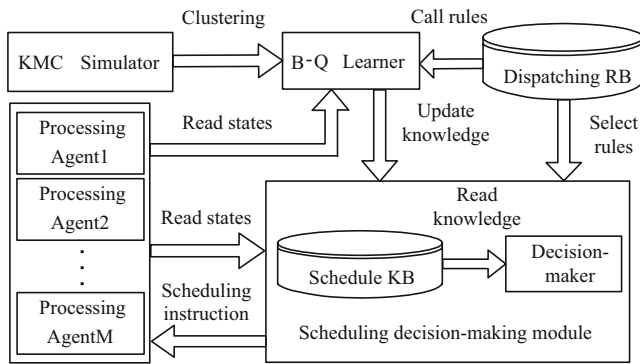 Clustering
Call rules
KMC Simulator
B-Q Learner
Dispatching RB
Processing
Agent1
Read states
Update
knowledge
Select
rules
Processing
Agent2
Read states
Read
knowledge
Schedule KB
Decision-
maker
Scheduling
instruction
Processing
AgentM
Scheduling decision-making module